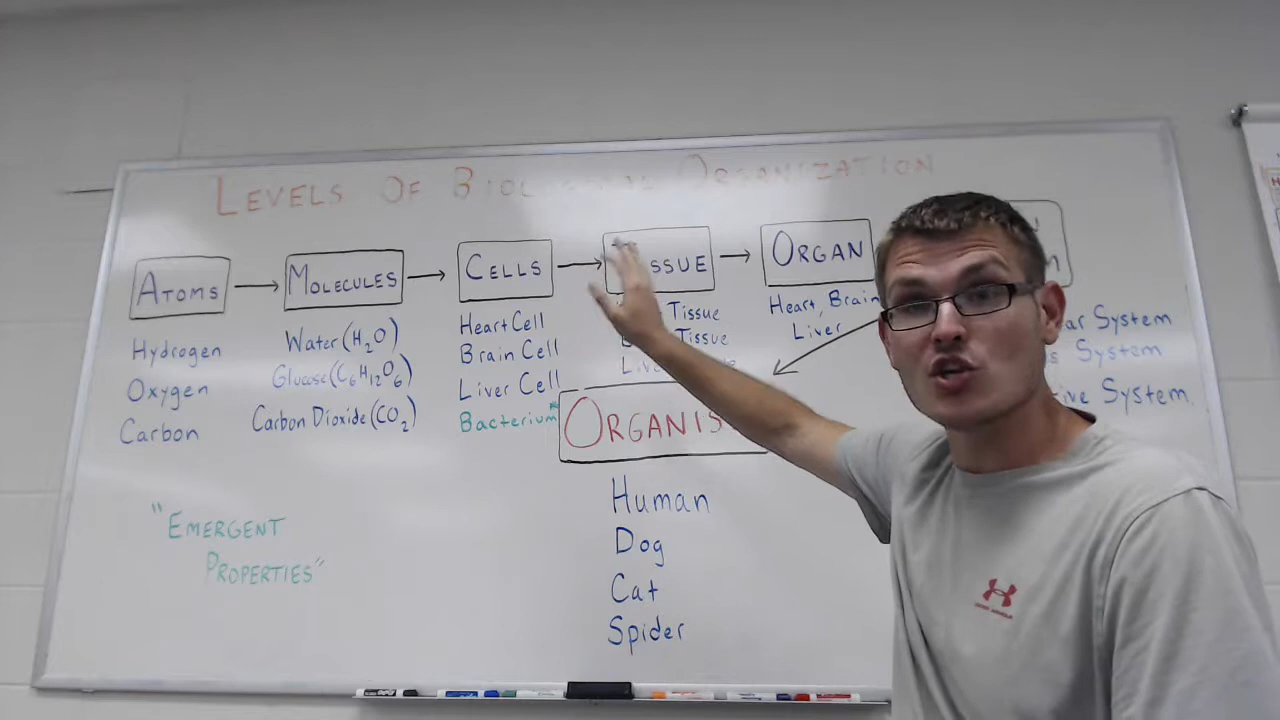 LEVELS OF ORGANIZATION
ATOMS
Hydrogen
Oxygen
Carbon
MOLECULES
Water (H₂O)
Glucose (C₆H₁₂O₆)
Carbon Dioxide (CO₂)
CELLS
Heart Cell
Brain Cell
Liver Cell
Bacterium*
Tissue
Tissue
ORGAN
Heart, Brain
Liver
System
System
System
Human
Dog
Cat
Spider
"EMERGENT
PROPERTIES"
UNDER ARMOUR